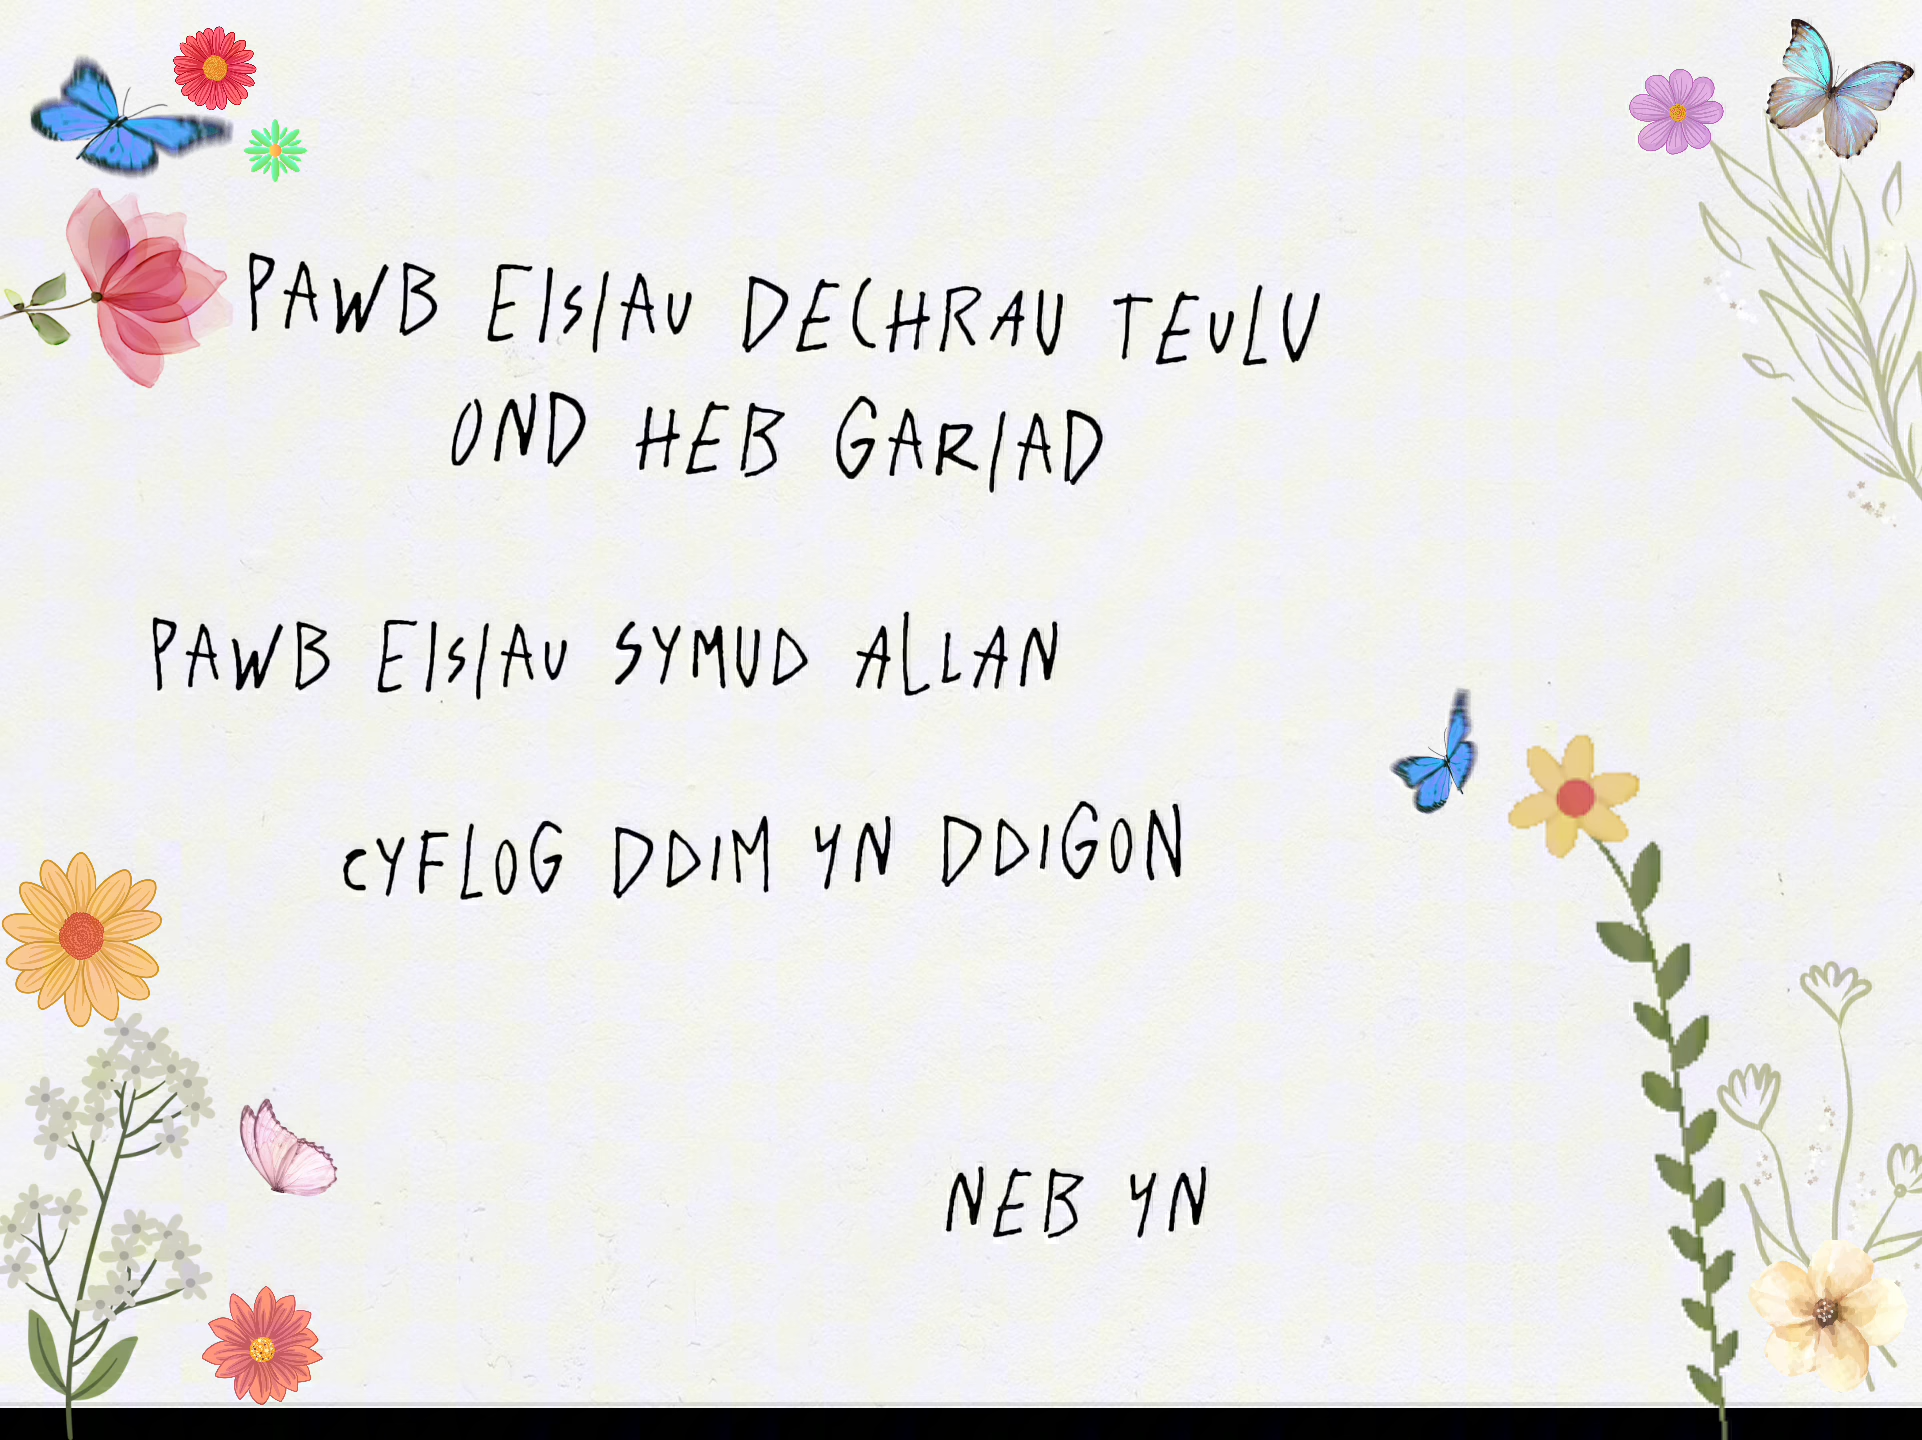 PAWB EISIAU DECHRAU TEULU
OND HEB GARIAD
PAWB EISIAU SYMUD ALLAN
CYFLOG DDIM YN DDIGON
NEB YN